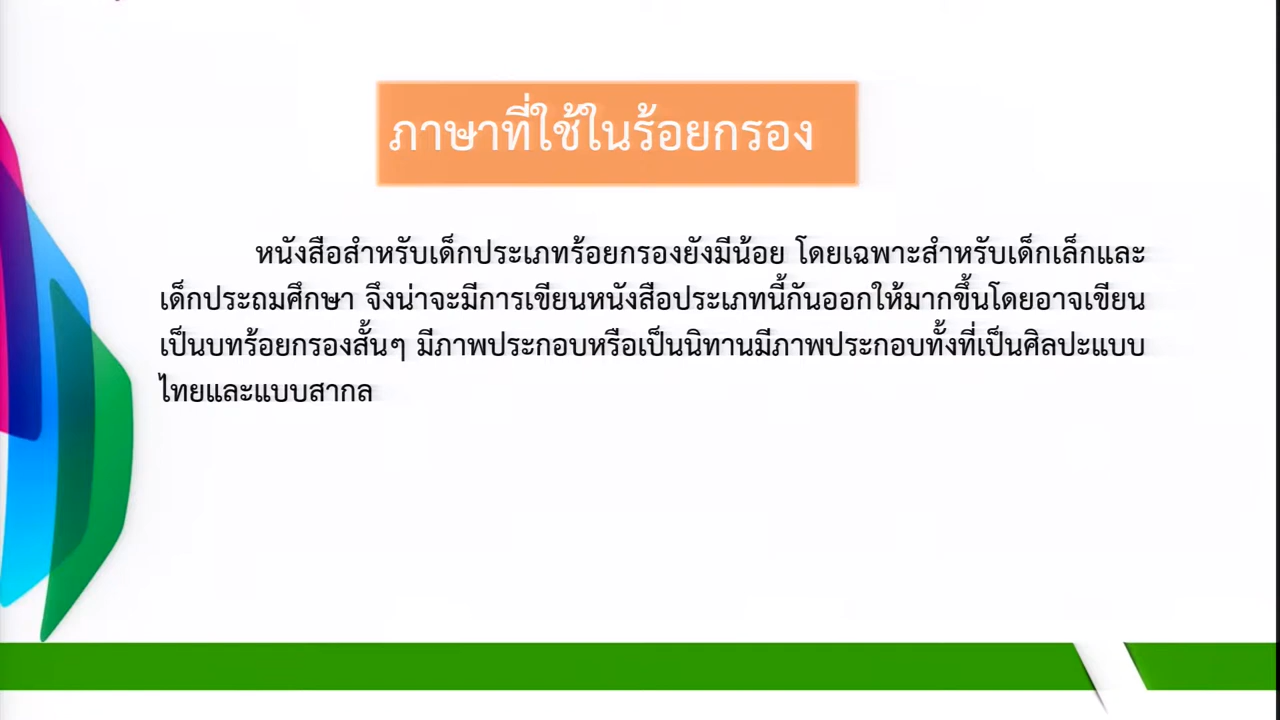 ภาษาที่ใช้ในร้อยกรอง
หนังสือสำหรับเด็กประเภทร้อยกรองยังมีน้อย โดยเฉพาะสำหรับเด็กเล็กและ
เด็กประถมศึกษา จึงน่าจะมีการเขียนหนังสือประเภทนี้กันออกให้มากขึ้นโดยอาจเขียน
เป็นบทร้อยกรองสั้นๆ มีภาพประกอบหรือเป็นนิทานมีภาพประกอบทั้งที่เป็นศิลปะแบบ
ไทยและแบบสากล